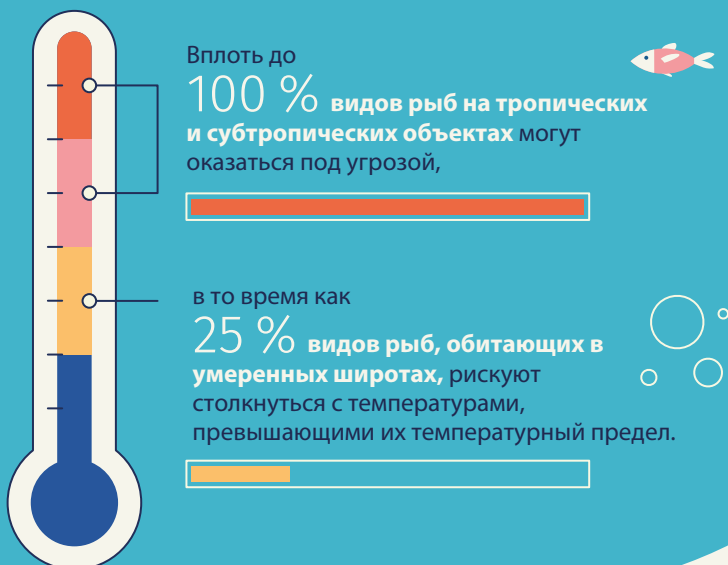 Вплоть до
100 % видов рыб на тропических
и субтропических объектах могут
оказаться под угрозой,
в то время как
25 % видов рыб, обитающих в
умеренных широтах, рискуют
столкнуться с температурами,
превышающими их температурный предел.